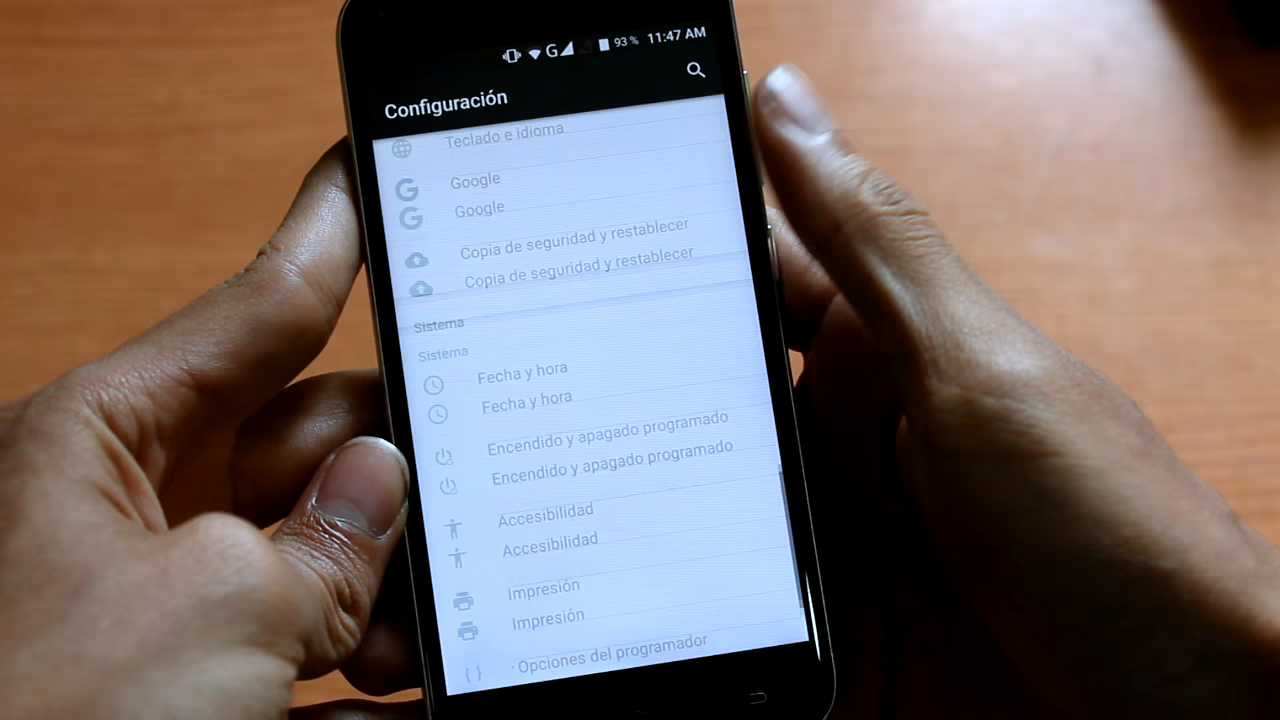 G 93 % 11:47 AM
Configuración
Teclado e idioma
Google
Google
Copia de seguridad y restablecer
Copia de seguridad y restablecer
Sistema
Sistema
Fecha y hora
Fecha y hora
Encendido y apagado programado
Encendido y apagado programado
Accesibilidad
Accesibilidad
Impresión
Impresión
Opciones del programador